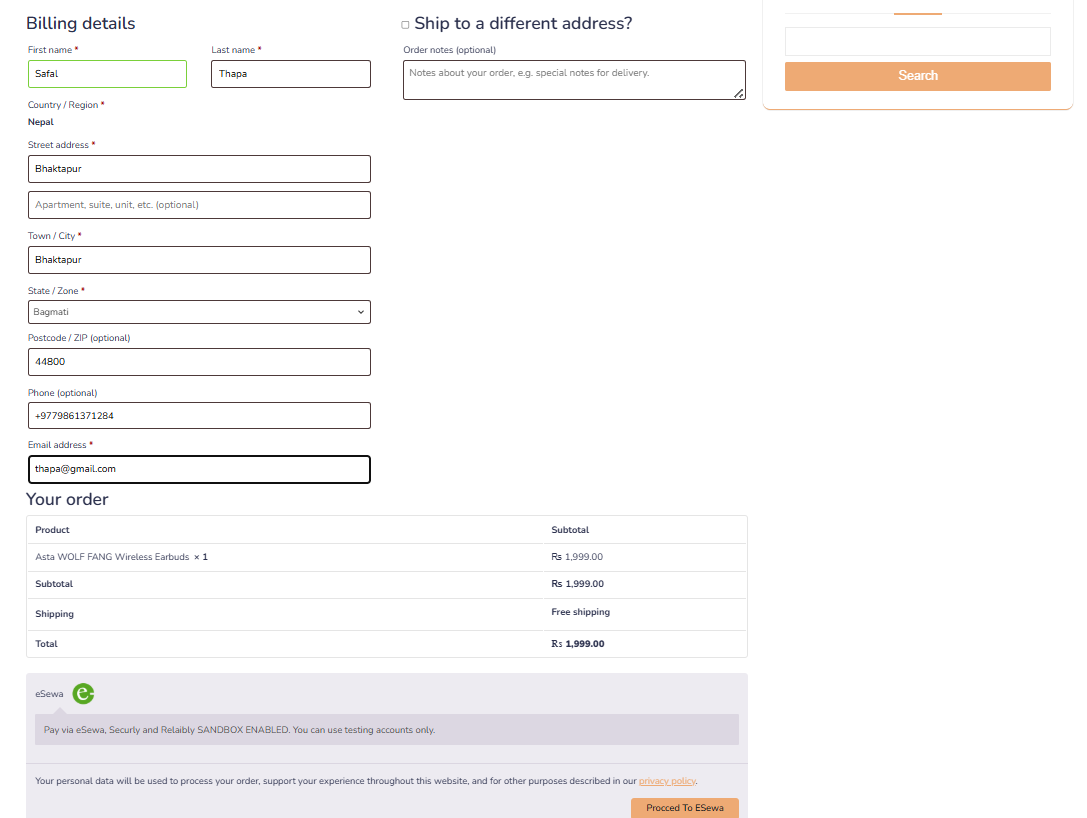 Billing details
First name *
Last name *
Safal
Thapa
Country / Region *
Nepal
Street address *
Bhaktapur
Apartment, suite, unit, etc. (optional)
Town / City *
Bhaktapur
State / Zone *
Bagmati
Postcode / ZIP (optional)
44800
Phone (optional)
+9779861371284
Email address *
thapa@gmail.com
Ship to a different address?
Order notes (optional)
Notes about your order, e.g. special notes for delivery.
Search
Your order
Product Subtotal
Asta WOLF FANG Wireless Earbuds × 1 ₨ 1,999.00
Subtotal ₨ 1,999.00
Shipping Free shipping
Total ₨ 1,999.00
eSewa e
Pay via eSewa, Securly and Relaibly SANDBOX ENABLED. You can use testing accounts only.
Your personal data will be used to process your order, support your experience throughout this website, and for other purposes described in our privacy policy.
Procced To ESewa